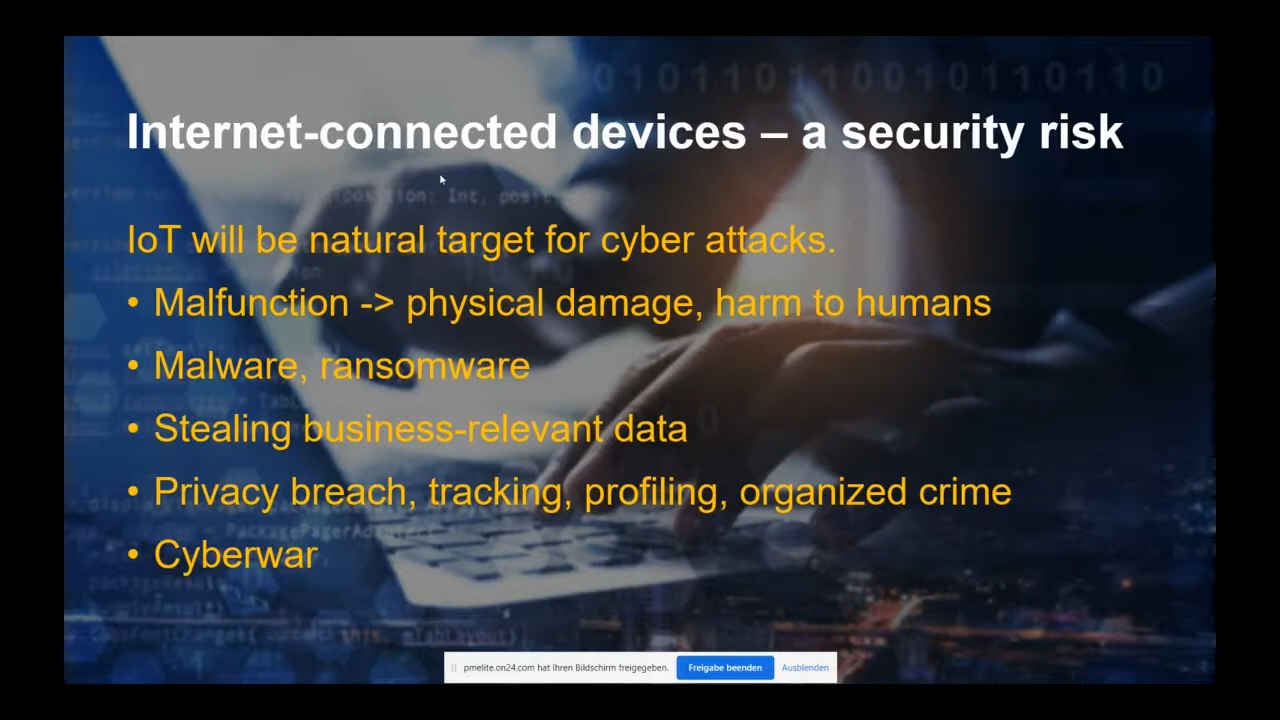 010110110010110110
Internet-connected devices – a security risk
IoT will be natural target for cyber attacks.
• Malfunction -> physical damage, harm to humans
• Malware, ransomware
• Stealing business-relevant data
• Privacy breach, tracking, profiling, organized crime
• Cyberwar
pmelite.on24.com hat Ihren Bildschirm freigegeben. Freigabe beenden Ausblenden